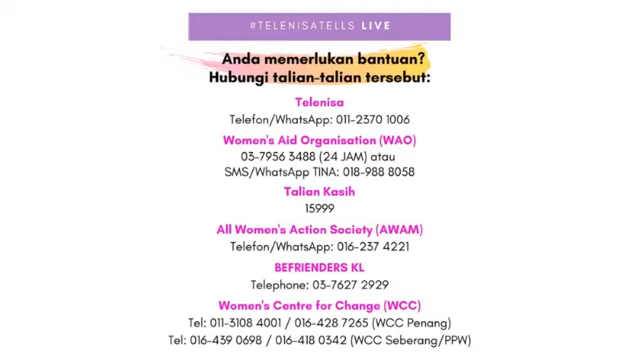 #TELENISATELLS LIVE
Anda memerlukan bantuan?
Hubungi talian-talian tersebut:
Telenisa
Telefon/WhatsApp: 011-2370 1006
Women's Aid Organisation (WAO)
03-7956 3488 (24 JAM) atau
SMS/WhatsApp TINA: 018-988 8058
Talian Kasih
15999
All Women's Action Society (AWAM)
Telefon/WhatsApp: 016-237 4221
BEFRIENDERS KL
Telephone: 03-7627 2929
Women's Centre for Change (WCC)
Tel: 011-3108 4001 / 016-428 7265 (WCC Penang)
Tel: 016-439 0698 / 016-418 0342 (WCC Seberang/PPW)